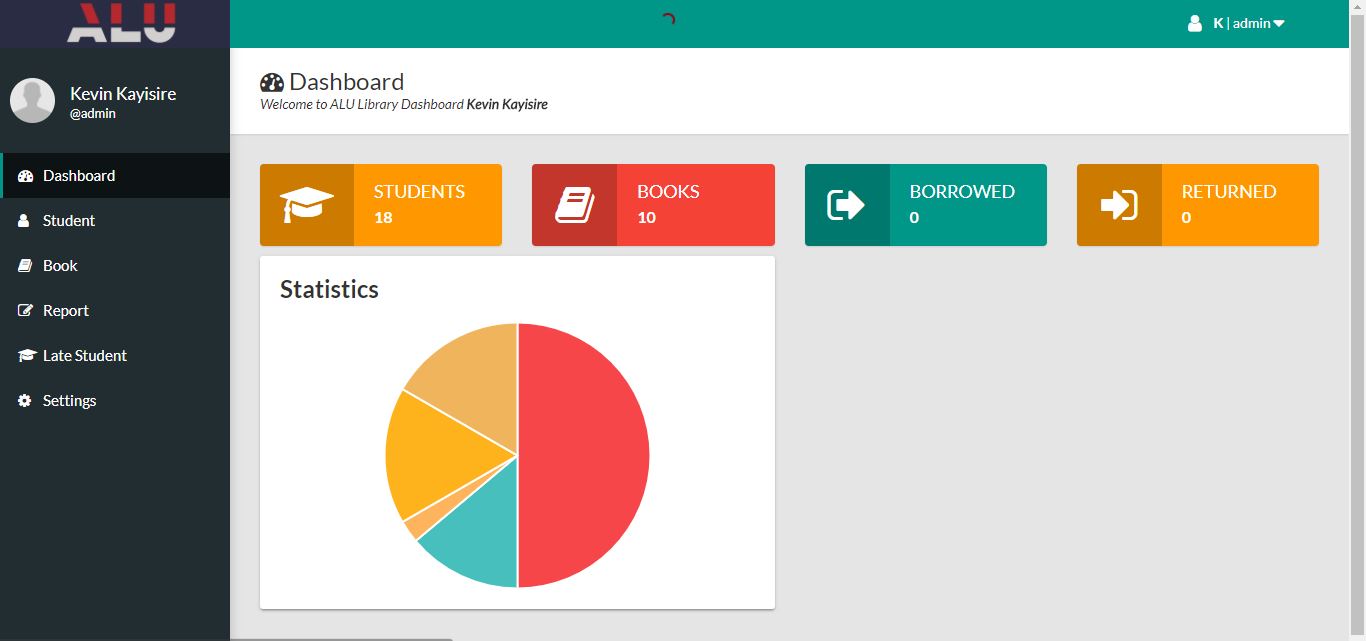 ALU
K | admin
Kevin Kayisire
@admin
Dashboard
Student
Book
Report
Late Student
Settings
Dashboard
Welcome to ALU Library Dashboard Kevin Kayisire
STUDENTS
18
BOOKS
10
BORROWED
0
RETURNED
0
Statistics